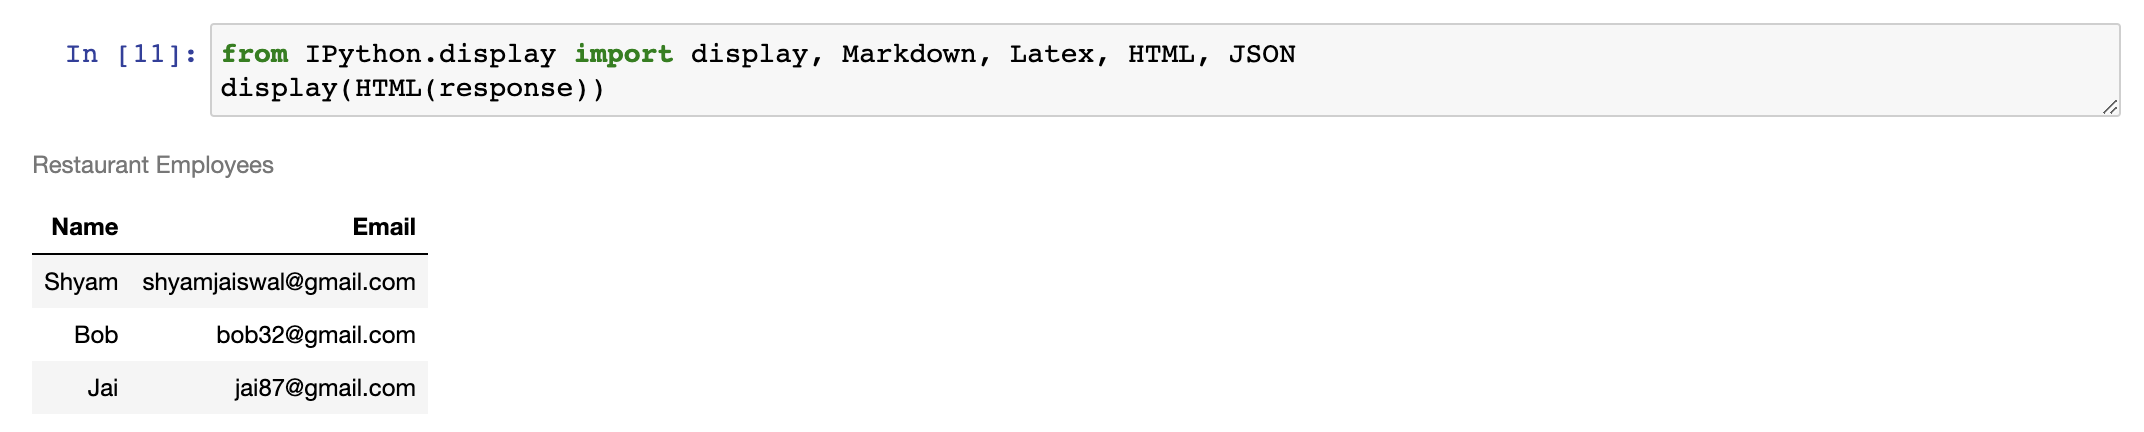 In [11]: from IPython.display import display, Markdown, Latex, HTML, JSON
display(HTML(response))
Restaurant Employees
Name Email
Shyam shyamjaiswal@gmail.com
Bob bob32@gmail.com
Jai jai87@gmail.com